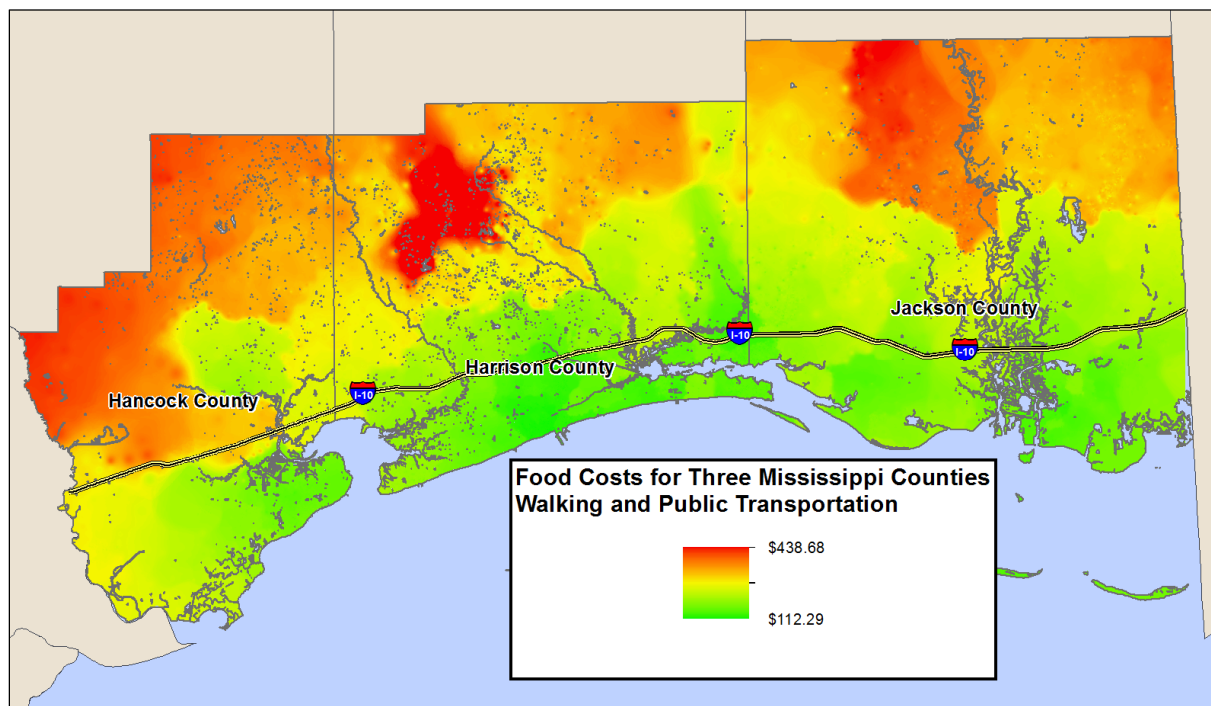 Jackson County
I-10
I-10
Harrison County
I-10
Hancock County
Food Costs for Three Mississippi Counties
Walking and Public Transportation
$438.68
$112.29